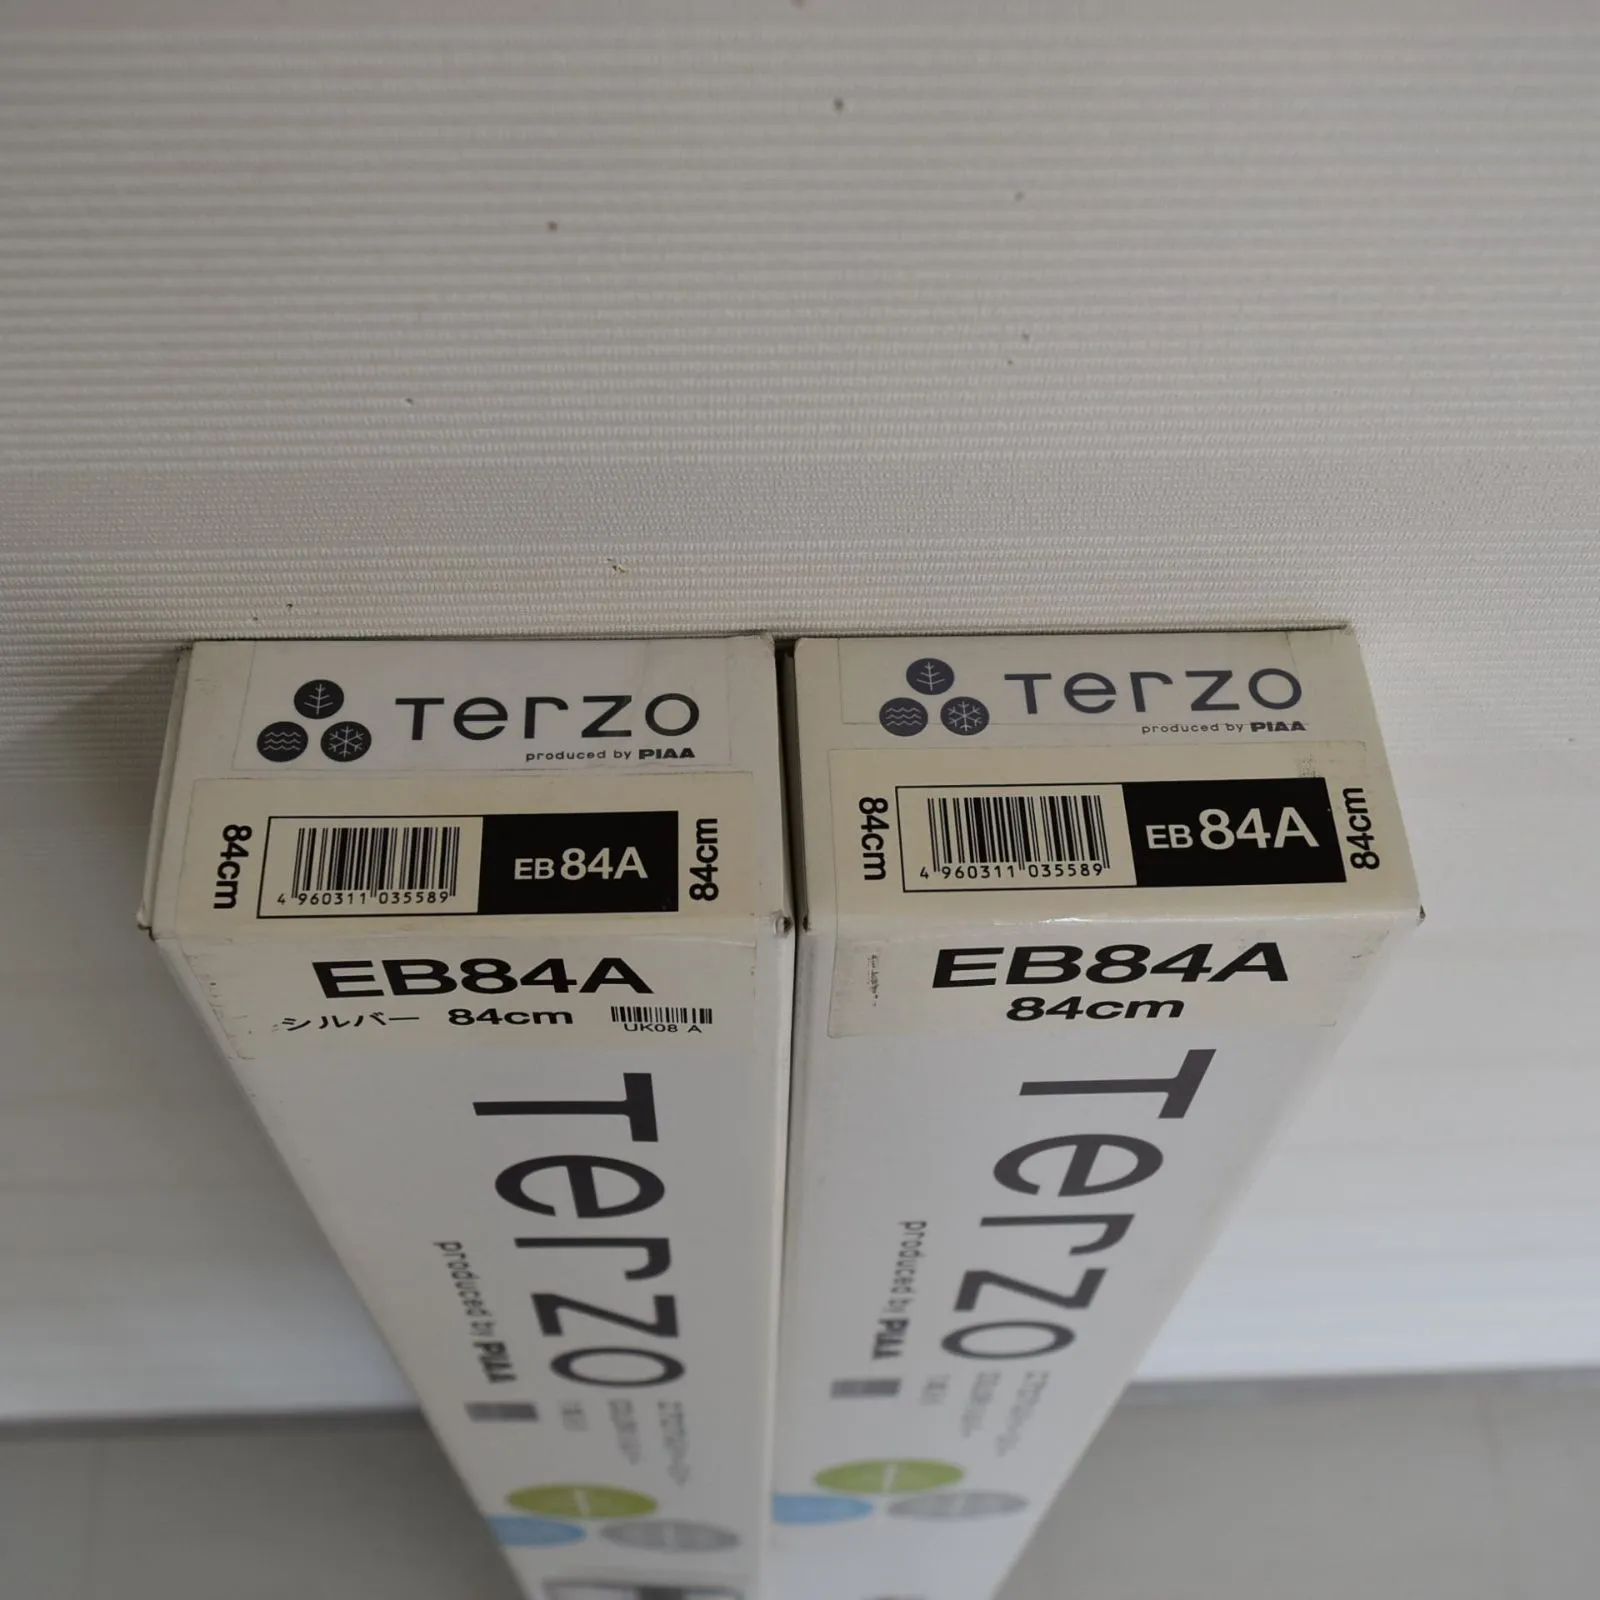 Terzo
produced by PIAA
84cm
4 960311 035589
EB 84A
84cm
EB84A
シルバー 84cm
UK08 A
Terzo
produced by PIAA
Terzo
produced by PIAA
84cm
4 960311 035589
EB 84A
84cm
EB84A
84cm
Terzo
produced by PIAA